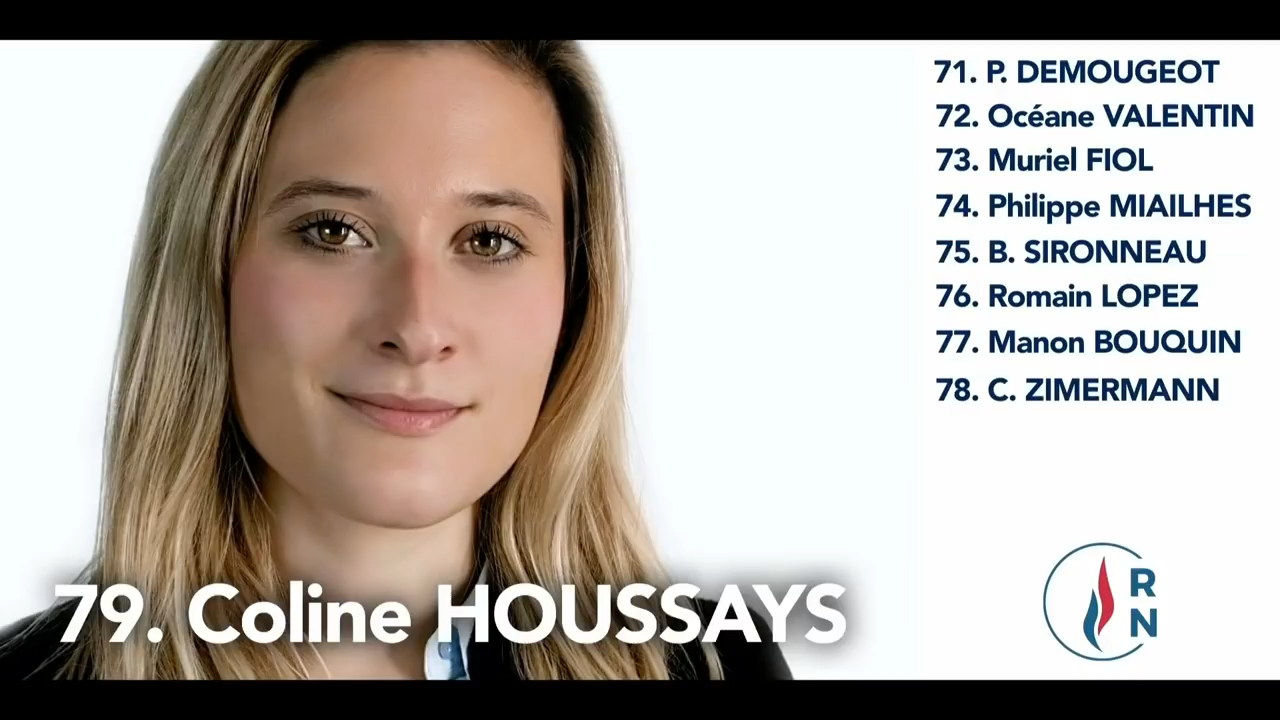 71. P. DEMOUGEOT
72. Océane VALENTIN
73. Muriel FIOL
74. Philippe MIAILHES
75. B. SIRONNEAU
76. Romain LOPEZ
77. Manon BOUQUIN
78. C. ZIMERMANN
79. Coline HOUSSAYS
R
N